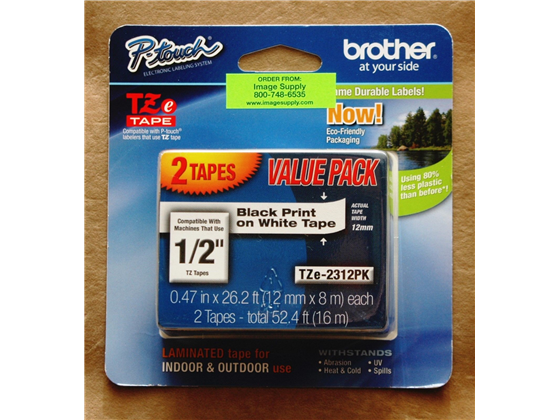 P-touch
ELECTRONIC LABELING SYSTEM
brother
at your side
ORDER FROM:
Image Supply
800-748-6535
www.imagesupply.com
me Durable Labels!
TZe
TAPE
Compatible with P-touch®
labelers that use TZ tape
Now!
Eco-Friendly
Packaging
Using 80%
less plastic
than before*!
2 TAPES
VALUE PACK
Compatible With
Machines That Use
1/2"
TZ Tapes
Black Print
on White Tape
ACTUAL
TAPE
WIDTH
12mm
TZe-2312PK
0.47 in x 26.2 ft (12 mm x 8 m) each
2 Tapes - total 52.4 ft (16 m)
LAMINATED tape for
INDOOR & OUTDOOR use
WITHSTANDS
• Abrasion • UV
• Heat & Cold • Spills